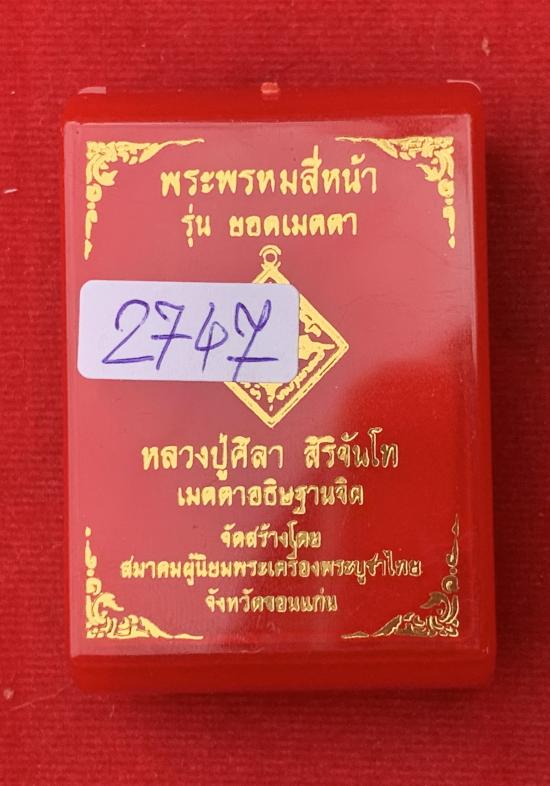 พระพรหมสี่หน้า
รุ่น ยอดเมตตา
2747
หลวงปู่ศิลา สิริจันโท
เมตตาอธิษฐานจิต
จัดสร้างโดย
สมาคมผู้นิยมพระเครื่องพระบูชาไทย
จังหวัดขอนแก่น